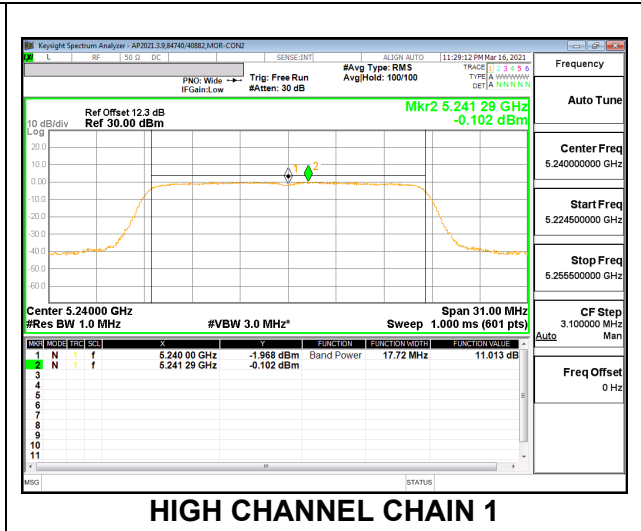 Keysight Spectrum Analyzer - AP2021.3.9,84740/40882,MOR-CON2
L RF 50 Ω DC SENSE:INT ALIGN AUTO 11:29:12 PM Mar 16, 2021
#Avg Type: RMS TRACE 1 2 3 4 5 6
PNO: Wide Trig: Free Run Avg|Hold: 100/100 TYPE A WWWWW
IFGain:Low #Atten: 30 dB DET A N N N N N
Mkr2 5.241 29 GHz
-0.102 dBm
Ref Offset 12.3 dB
10 dB/div Ref 30.00 dBm
Log
20.0
10.0
0.00
-10.0
-20.0
-30.0
-40.0
-50.0
-60.0
1 2
Center 5.24000 GHz Span 31.00 MHz
#Res BW 1.0 MHz #VBW 3.0 MHz* Sweep 1.000 ms (601 pts)
MKR MODE TRC SCL X Y FUNCTION FUNCTION WIDTH FUNCTION VALUE
1 N 1 f 5.240 00 GHz -1.968 dBm Band Power 17.72 MHz 11.013 dB
2 N 1 f 5.241 29 GHz -0.102 dBm
3
4
5
6
7
8
9
10
11
MSG STATUS
Frequency
Auto Tune
Center Freq
5.240000000 GHz
Start Freq
5.224500000 GHz
Stop Freq
5.255500000 GHz
CF Step
3.100000 MHz
Auto Man
Freq Offset
0 Hz
HIGH CHANNEL CHAIN 1